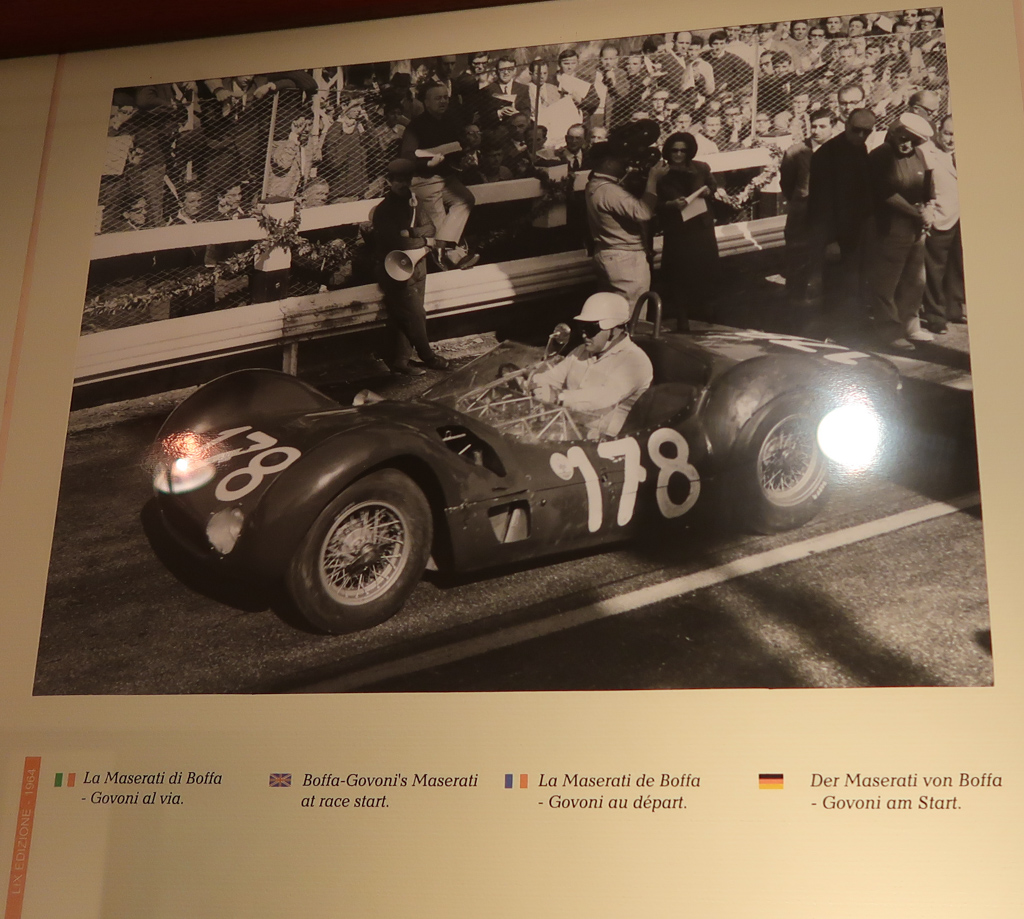 178
178
La Maserati di Boffa
- Govoni al via.
Boffa-Govoni's Maserati
at race start.
La Maserati de Boffa
- Govoni au départ.
Der Maserati von Boffa
- Govoni am Start.
LIX EDIZIONE - 1964